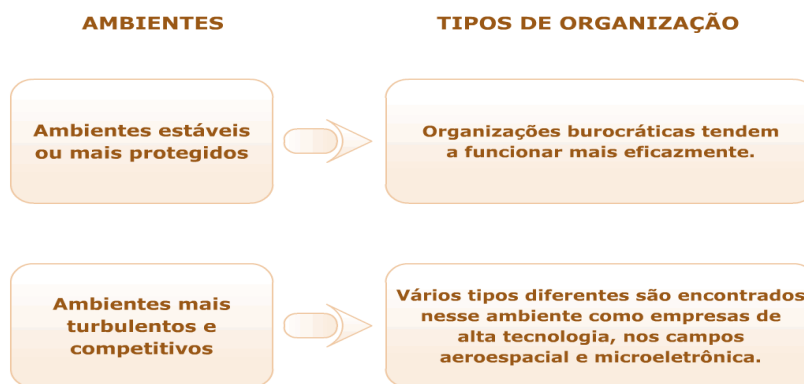 AMBIENTES
TIPOS DE ORGANIZAÇÃO
Ambientes estáveis
ou mais protegidos
Organizações burocráticas tendem
a funcionar mais eficazmente.
Ambientes mais
turbulentos e
competitivos
Vários tipos diferentes são encontrados
nesse ambiente como empresas de
alta tecnologia, nos campos
aeroespacial e microeletrônica.